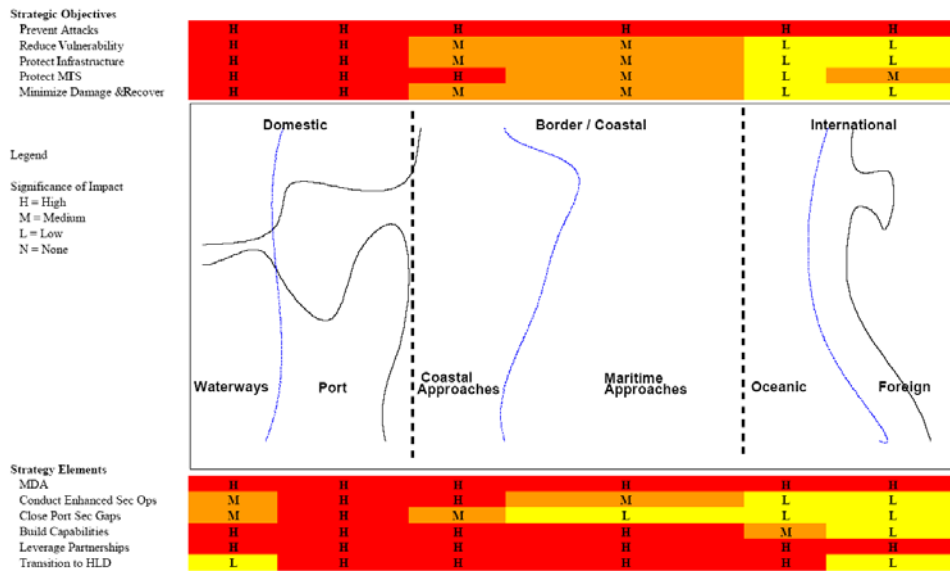 Strategic Objectives
Prevent Attacks H H H H H H
Reduce Vulnerability H H M M L L
Protect Infrastructure H H M M L L
Protect MTS H H H M L M
Minimize Damage &Recover H H M M L L
Domestic Border / Coastal International
Legend
Significance of Impact
H = High
M = Medium
L = Low
N = None
Waterways Port Coastal Approaches Maritime Approaches Oceanic Foreign
Strategy Elements
MDA H H H H H H
Conduct Enhanced Sec Ops M H H M L L
Close Port Sec Gaps M H M L L L
Build Capabilities H H H H M L
Leverage Partnerships H H H H H H
Transition to HLD L H H H H L